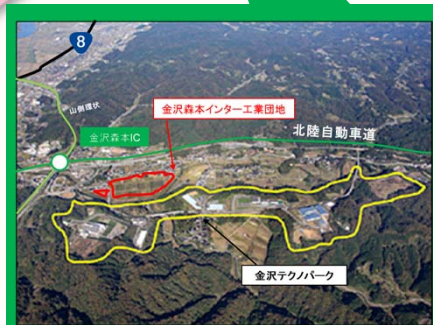 8
山側環状
金沢森本インター工業団地
金沢森本IC
北陸自動車道
金沢テクノパーク